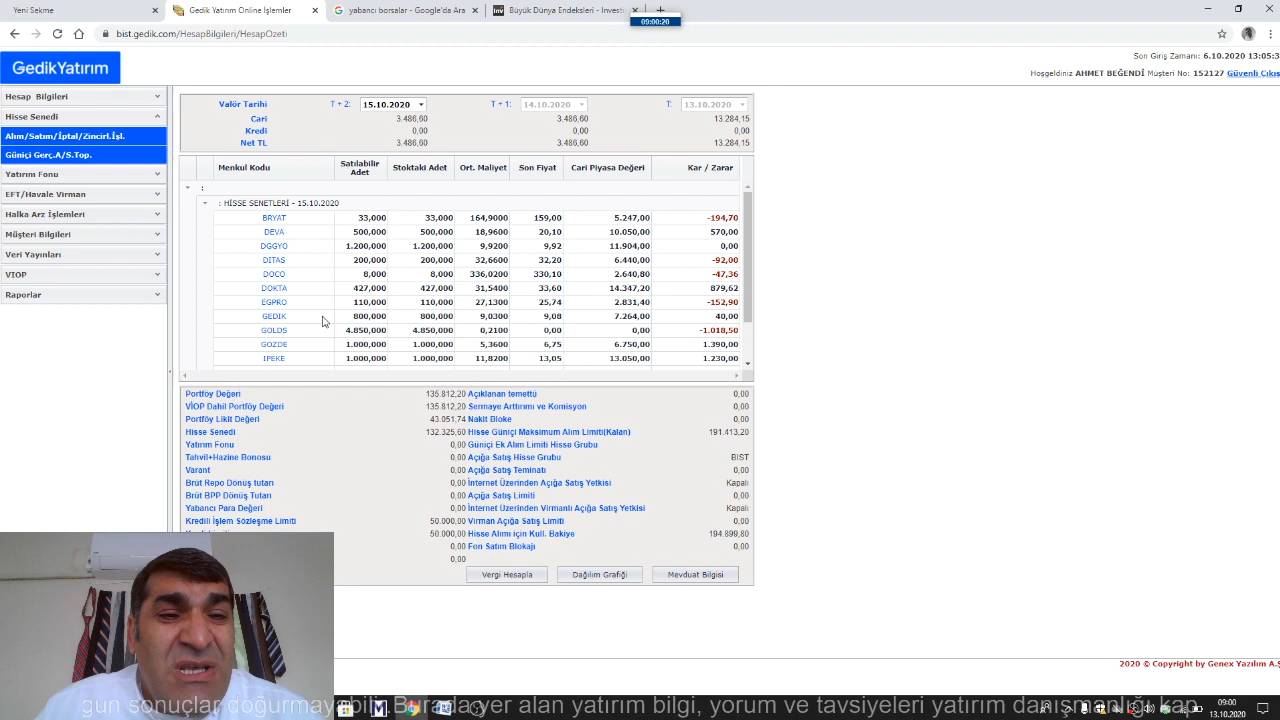 Yeni Sekme
Gedik Yatırım Online İşlemler
yabancı borsalar - Google'da Ara
Büyük Dünya Endeksleri - Investi
09:00:20
bist.gedik.com/HesapBilgileri/HesapOzeti
GedikYatırım
Son Giriş Zamanı: 6.10.2020 13:05:3
Hoşgeldiniz AHMET BEĞENDİ Müşteri No: 152127 Güvenli Çıkış
Hesap Bilgileri
Hisse Senedi
Alım/Satım/İptal/Zincirl.İşl.
Güniçi Gerç.A/S.Top.
Yatırım Fonu
EFT/Havale Virman
Halka Arz İşlemleri
Müşteri Bilgileri
Veri Yayınları
VIOP
Raporlar
Valör Tarihi T + 2: 15.10.2020 T + 1: 14.10.2020 T: 13.10.2020
Cari 3.486,60 3.486,60 13.284,15
Kredi 0,00 0,00 0,00
Net TL 3.486,60 3.486,60 13.284,15
Menkul Kodu Satılabilir Adet Stoktaki Adet Ort. Maliyet Son Fiyat Cari Piyasa Değeri Kar / Zarar
:
: HİSSE SENETLERİ - 15.10.2020
BRYAT 33,000 33,000 164,9000 159,00 5.247,00 -194,70
DEVA 500,000 500,000 18,9600 20,10 10.050,00 570,00
DGGYO 1.200,000 1.200,000 9,9200 9,92 11.904,00 0,00
DITAS 200,000 200,000 32,6600 32,20 6.440,00 -92,00
DOCO 8,000 8,000 336,0200 330,10 2.640,80 -47,36
DOKTA 427,000 427,000 31,5400 33,60 14.347,20 879,62
EGPRO 110,000 110,000 27,1300 25,74 2.831,40 -152,90
GEDIK 800,000 800,000 9,0300 9,08 7.264,00 40,00
GOLDS 4.850,000 4.850,000 0,2100 0,00 0,00 -1.018,50
GOZDE 1.000,000 1.000,000 5,3600 6,75 6.750,00 1.390,00
IPEKE 1.000,000 1.000,000 11,8200 13,05 13.050,00 1.230,00
Portföy Değeri 135.812,20 Açıklanan temettü 0,00
VİOP Dahil Portföy Değeri 135.812,20 Sermaye Arttırımı ve Komisyon 0,00
Portföy Likit Değeri 43.051,74 Nakit Bloke 0,00
Hisse Senedi 132.325,60 Hisse Güniçi Maksimum Alım Limiti(Kalan) 191.413,20
Yatırım Fonu 0,00 Güniçi Ek Alım Limiti Hisse Grubu
Tahvil+Hazine Bonosu 0,00 Açığa Satış Hisse Grubu BIST
Varant 0,00 Açığa Satış Teminatı 0,00
Brüt Repo Dönüş tutarı 0,00 İnternet Üzerinden Açığa Satış Yetkisi Kapalı
Brüt BPP Dönüş Tutarı 0,00 Açığa Satış Limiti 0,00
Yabancı Para Değeri 0,00 İnternet Üzerinden Virmanlı Açığa Satış Yetkisi Kapalı
Kredili İşlem Sözleşme Limiti 50.000,00 Virman Açığa Satış Limiti 0,00
50.000,00 Hisse Alımı için Kull. Bakiye 194.899,80
0,00 Fon Satım Blokajı 0,00
0,00
Vergi Hesapla Dağılım Grafiği Mevduat Bilgisi
2020 © Copyright by Genex Yazılım A.Ş
gun sonuçlar doğurmayabilir. Burada yer alan yatırım bilgi, yorum ve tavsiyeleri yatırım danışmanlığı kap
09:00
13.10.2020